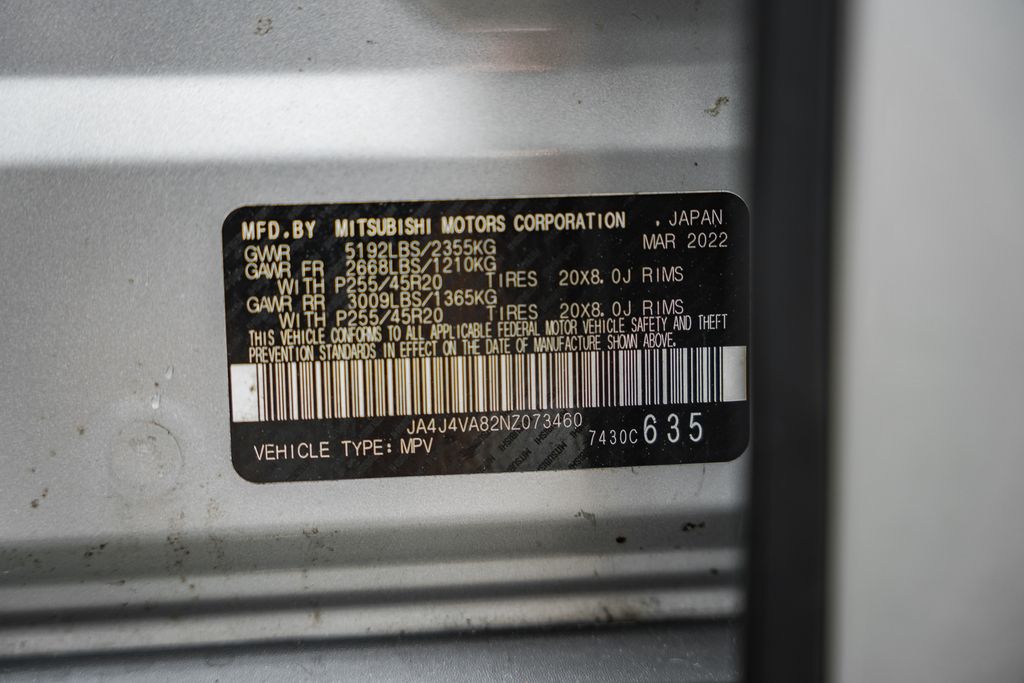 MFD.BY MITSUBISHI MOTORS CORPORATION , JAPAN
MAR 2022
GVWR 5192LBS/2355KG
GAWR FR 2668LBS/1210KG
WITH P255/45R20 TIRES 20X8.0J RIMS
GAWR RR 3009LBS/1365KG
WITH P255/45R20 TIRES 20X8.0J RIMS
THIS VEHICLE CONFORMS TO ALL APPLICABLE FEDERAL MOTOR VEHICLE SAFETY AND THEFT
PREVENTION STANDARDS IN EFFECT ON THE DATE OF MANUFACTURE SHOWN ABOVE.
JA4J4VA82NZ073460
VEHICLE TYPE: MPV 7430C 635